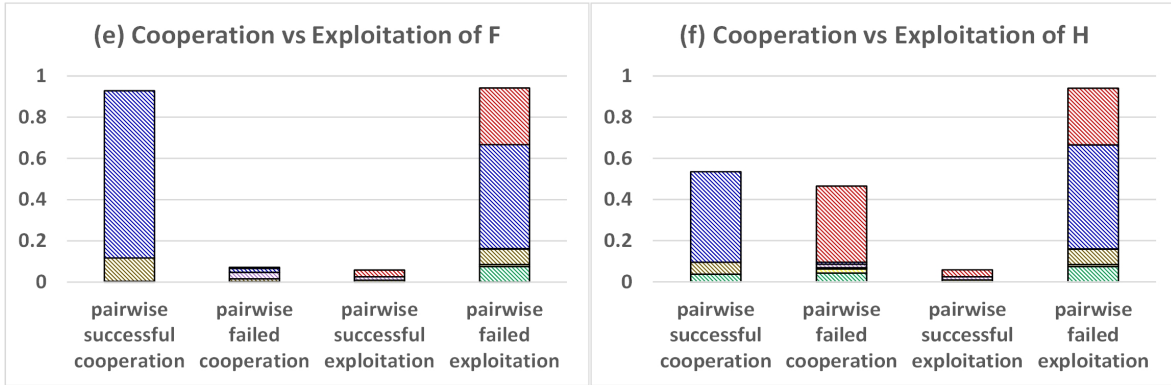 (e) Cooperation vs Exploitation of F
1
0.8
0.6
0.4
0.2
0
pairwise successful cooperation
pairwise failed cooperation
pairwise successful exploitation
pairwise failed exploitation
(f) Cooperation vs Exploitation of H
1
0.8
0.6
0.4
0.2
0
pairwise successful cooperation
pairwise failed cooperation
pairwise successful exploitation
pairwise failed exploitation